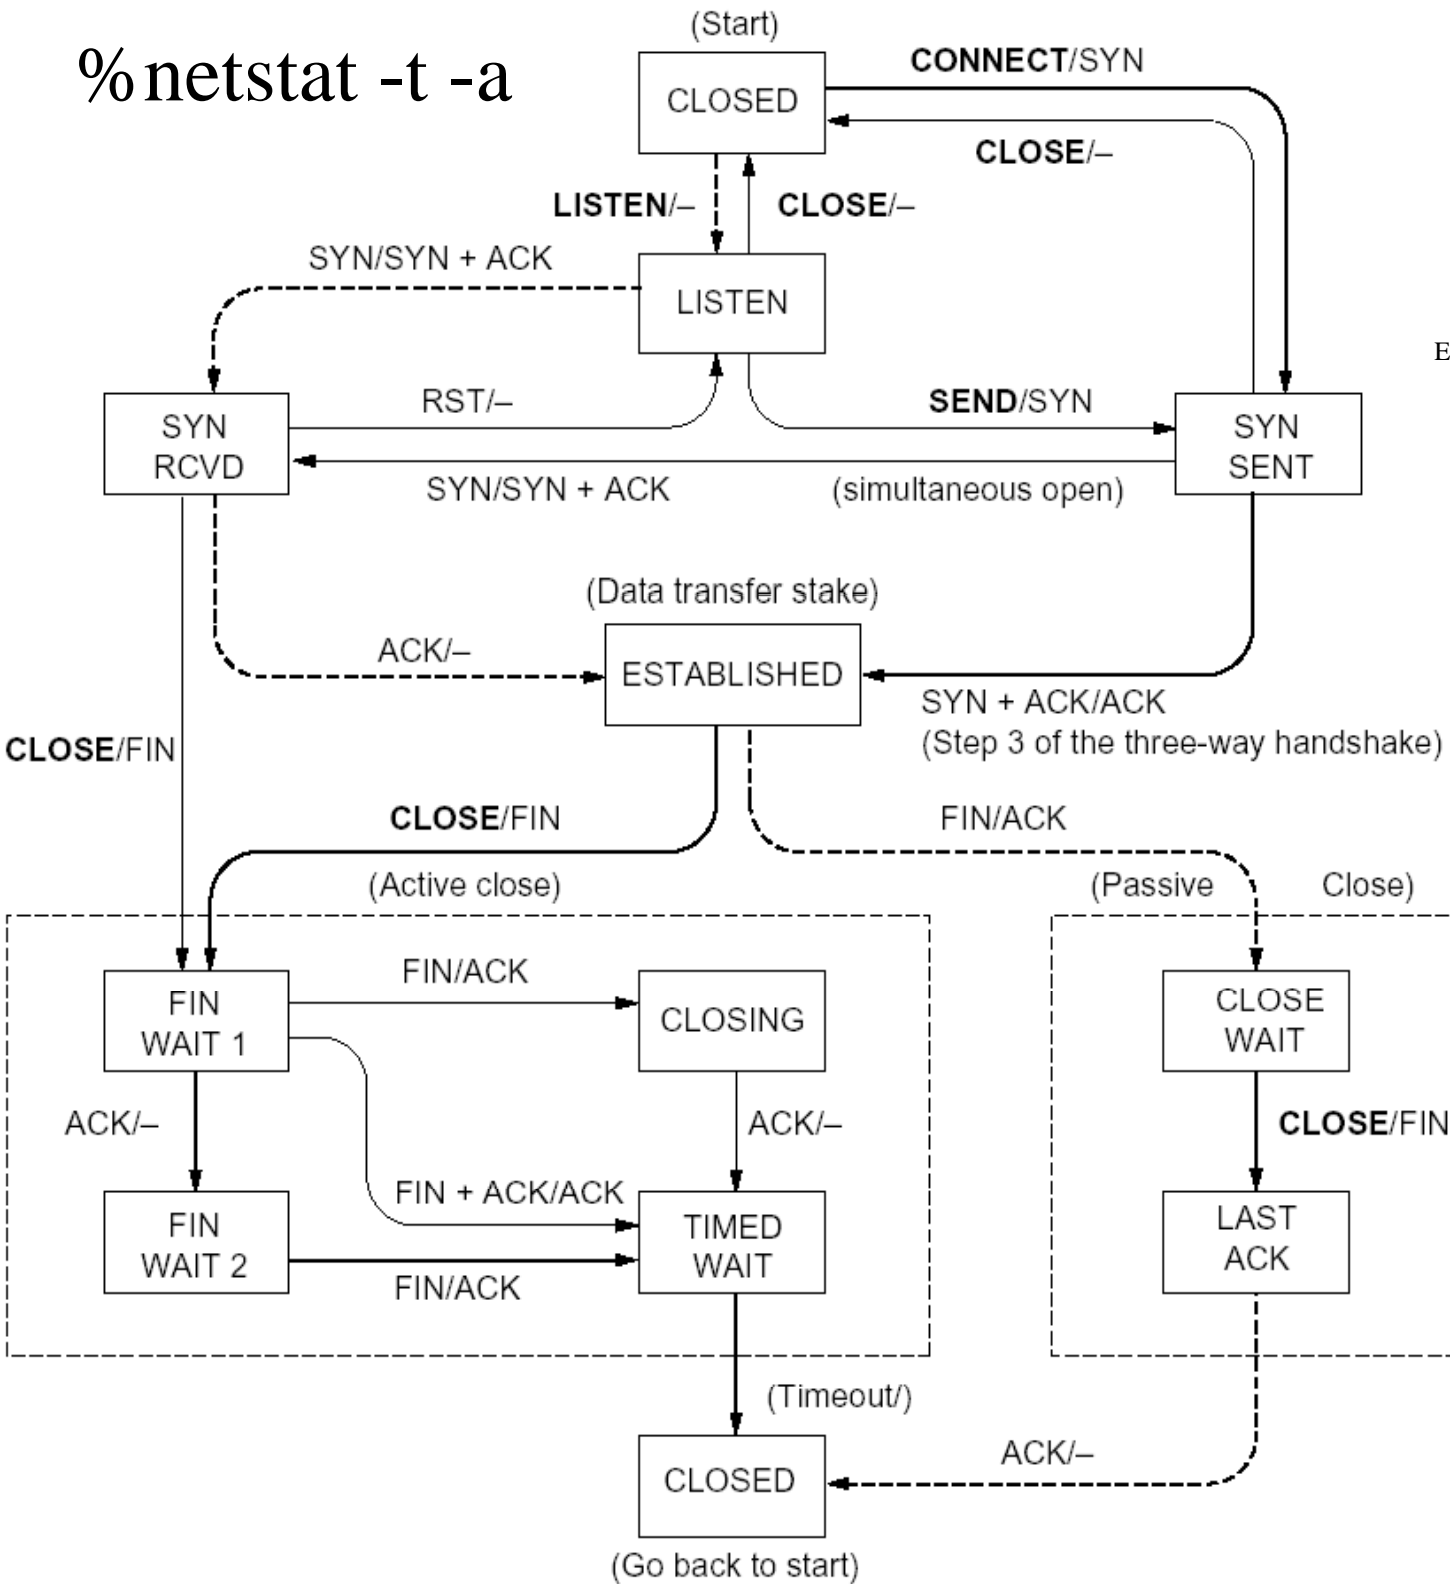 (Start)
%netstat -t -a
CONNECT/SYN
CLOSED
CLOSE/–
LISTEN/–
CLOSE/–
SYN/SYN + ACK
LISTEN
E
RST/–
SEND/SYN
SYN
RCVD
SYN
SENT
SYN/SYN + ACK
(simultaneous open)
(Data transfer stake)
ACK/–
ESTABLISHED
SYN + ACK/ACK
(Step 3 of the three-way handshake)
CLOSE/FIN
CLOSE/FIN
FIN/ACK
(Active close)
(Passive
Close)
FIN/ACK
FIN
WAIT 1
CLOSING
CLOSE
WAIT
ACK/–
ACK/–
CLOSE/FIN
FIN + ACK/ACK
FIN
WAIT 2
TIMED
WAIT
LAST
ACK
FIN/ACK
(Timeout/)
ACK/–
CLOSED
(Go back to start)